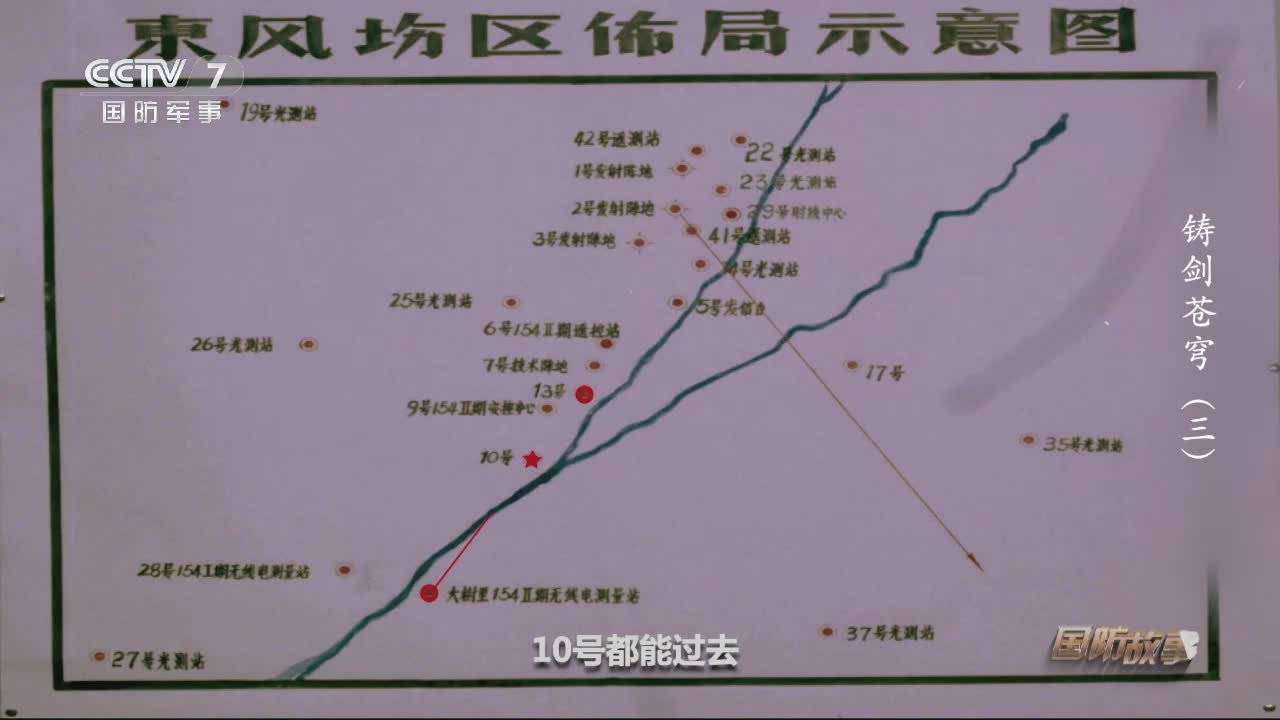 東风坊区佈局示意图
CCTV 7
国防军事
19号光测站
42号遥测站
22号光测站
1号发射阵地
23号光测站
2号发射阵地
29号射线中心
41号遥测站
3号发射阵地
14号光测站
25号光测站
5号发信台
6号154Ⅱ期遥控站
26号光测站
7号技术阵地
17号
13号
9号154Ⅱ期安控中心
35号光测站
10号
28号154工期无线电测量站
大樹里154Ⅱ期无线电测量站
37号光测站
27号光测站
铸剑苍穹（三）
10号都能过去
国防故事